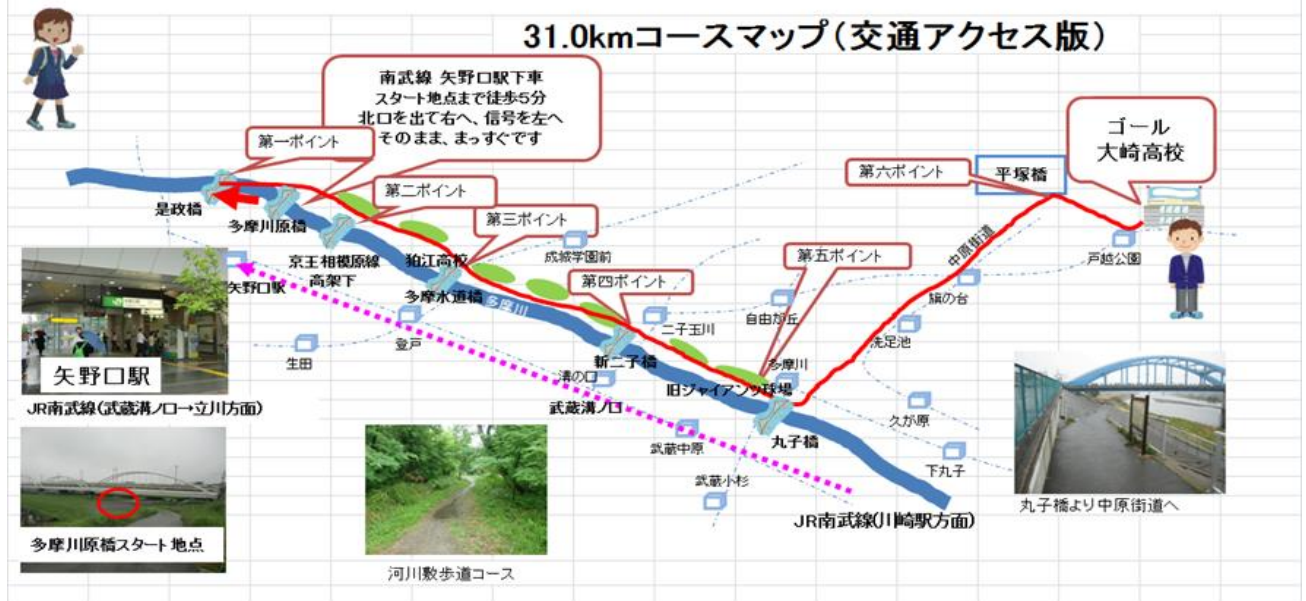 31.0kmコースマップ(交通アクセス版)
南武線 矢野口駅下車
スタート地点まで徒歩5分
北口を出て右へ、信号を左へ
そのまま、まっすぐです
第一ポイント
第二ポイント
第三ポイント
第四ポイント
第五ポイント
第六ポイント
平塚橋
ゴール
大崎高校
是政橋
多摩川原橋
京王相模原線
高架下
狛江高校
多摩水道橋
多摩川
成城学園前
新二子橋
二子玉川
自由が丘
中原街道
旗の台
戸越公園
洗足池
多摩川
旧ジャイアンツ球場
丸子橋
久が原
下丸子
矢野口駅
登戸
生田
溝の口
武蔵溝ノ口
武蔵中原
武蔵小杉
JR南武線(川崎駅方面)
矢野口駅
JR南武線(武蔵溝ノ口→立川方面)
多摩川原橋スタート地点
河川敷歩道コース
丸子橋より中原街道へ